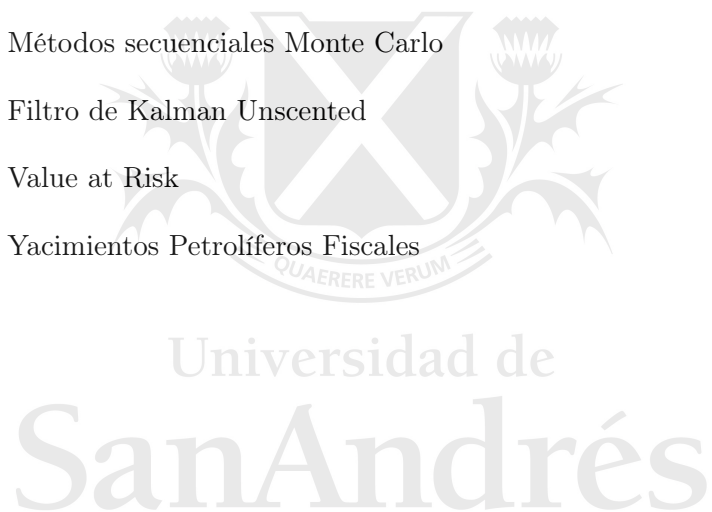 Métodos secuenciales Monte Carlo
Filtro de Kalman Unscented
Value at Risk
Yacimientos Petrolíferos Fiscales
QUAERERE VERUM
Universidad de
SanAndrés